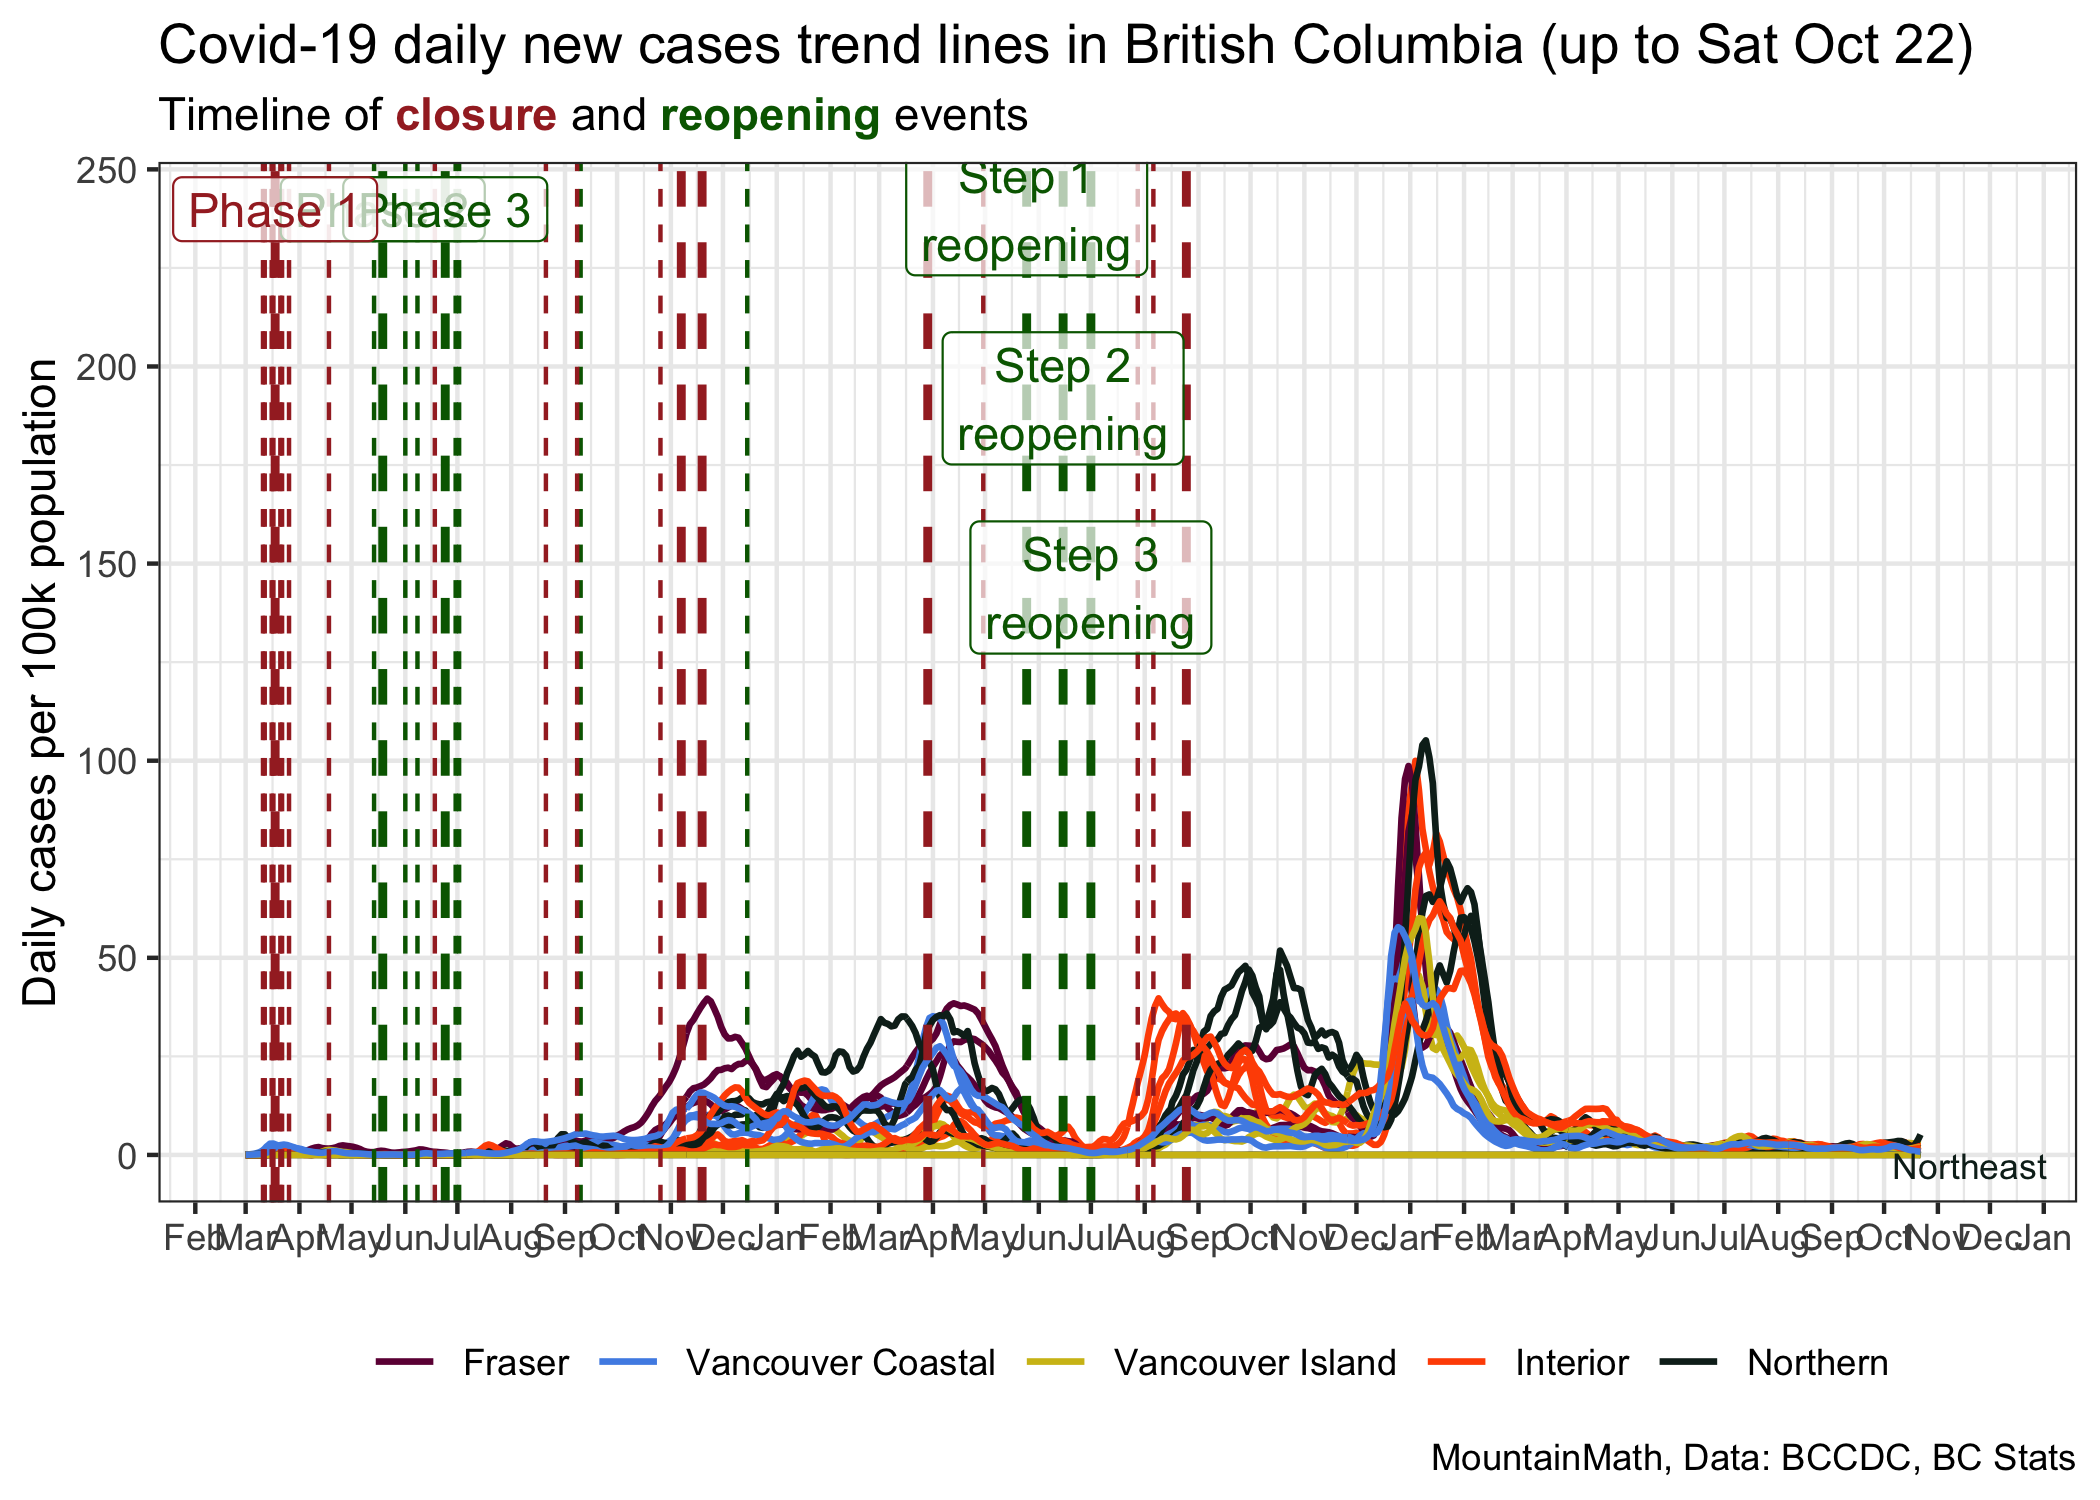 Covid-19 daily new cases trend lines in British Columbia (up to Sat Oct 22)
Timeline of closure and reopening events
Daily cases per 100k population
250
200
150
100
50
0
Phase 1
Phase 2
Phase 3
Step 1
reopening
Step 2
reopening
Step 3
reopening
Northeast
Feb Mar Apr May Jun Jul Aug Sep Oct Nov Dec Jan Feb Mar Apr May Jun Jul Aug Sep Oct Nov Dec Jan Feb Mar Apr May Jun Jul Aug Sep Oct Nov Dec Jan
Fraser Vancouver Coastal Vancouver Island Interior Northern
MountainMath, Data: BCCDC, BC Stats